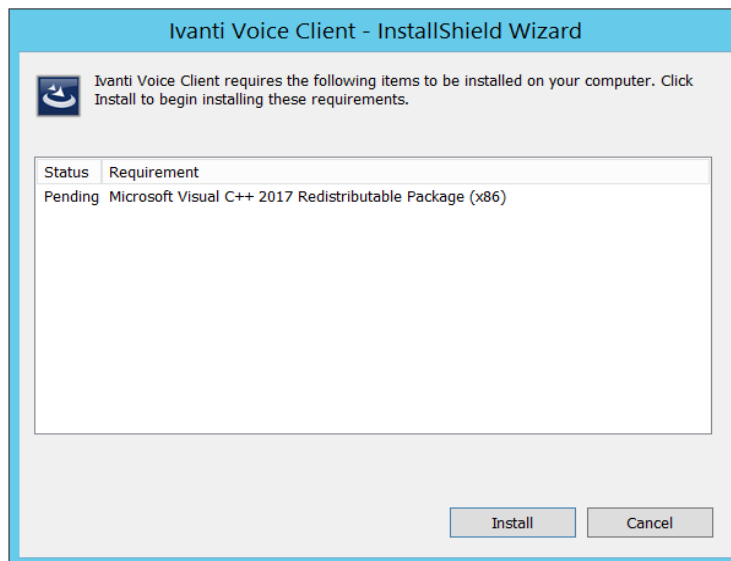 Ivanti Voice Client - InstallShield Wizard
Ivanti Voice Client requires the following items to be installed on your computer. Click
Install to begin installing these requirements.
Status Requirement
Pending Microsoft Visual C++ 2017 Redistributable Package (x86)
Install Cancel